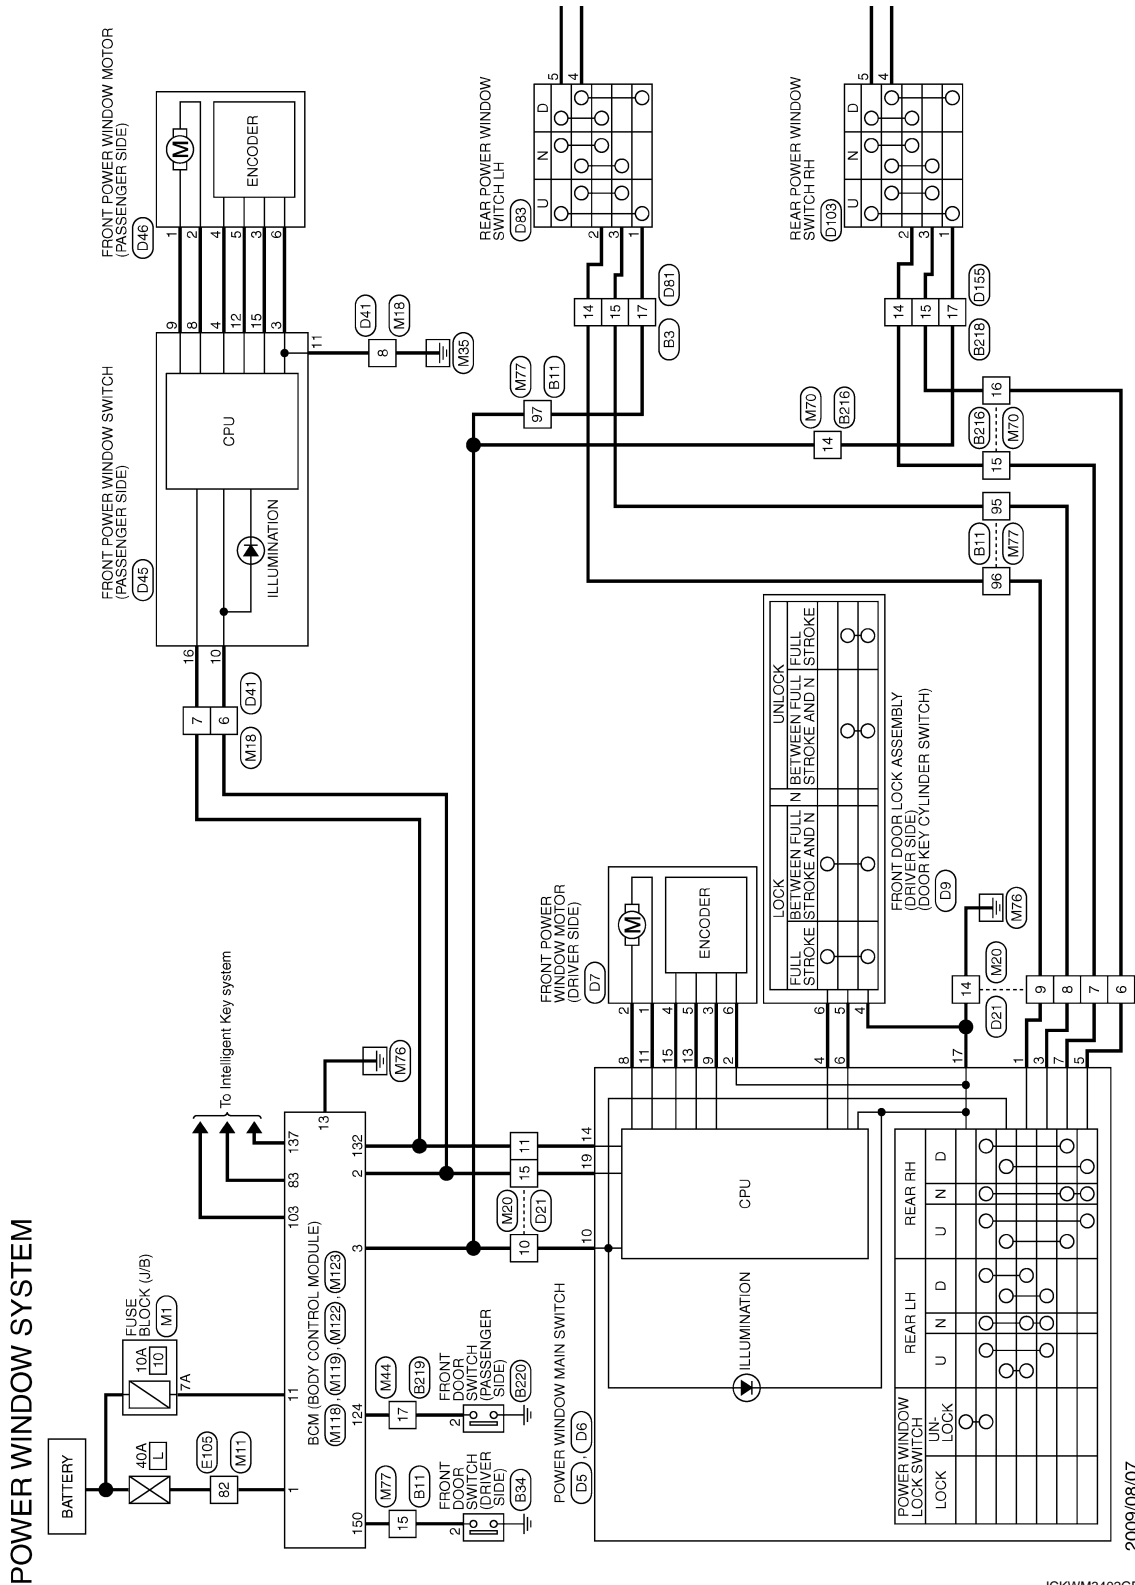 POWER WINDOW SYSTEM
BATTERY
40A
L
E105
82
M11
1
FUSE
BLOCK (J/B)
M1
10A
10
7A
11
BCM (BODY CONTROL MODULE)
M118 , M119 , M122 , M123
103
83
137
To Intelligent Key system
13
M76
150
124
3
2
132
M77
15
B11
FRONT
DOOR
SWITCH
(DRIVER
SIDE)
2
B34
M44
17
B219
FRONT
DOOR
SWITCH
(PASSENGER
SIDE)
2
B220
10
15
11
M20
D21
10
19
14
POWER WINDOW MAIN SWITCH
D5 , D6
ILLUMINATION
CPU
POWER WINDOW
LOCK SWITCH
REAR LH
REAR RH
LOCK
UN-
LOCK
U
N
D
U
N
D
8
11
15
13
9
2
4
6
17
1
3
7
5
2
1
4
5
3
6
FRONT POWER
WINDOW MOTOR
(DRIVER SIDE)
D7
M
ENCODER
6
5
4
LOCK
N
UNLOCK
FULL
STROKE
BETWEEN FULL
STROKE AND N
BETWEEN FULL
STROKE AND N
FULL
STROKE
FRONT DOOR LOCK ASSEMBLY
(DRIVER SIDE)
(DOOR KEY CYLINDER SWITCH)
D9
14
M76
M20
D21
9
8
7
6
FRONT POWER WINDOW SWITCH
(PASSENGER SIDE)
D45
16
10
7
6
D41
M18
ILLUMINATION
CPU
9
8
4
12
15
3
11
D41
8
M18
M35
FRONT POWER WINDOW MOTOR
(PASSENGER SIDE)
D46
1
2
4
5
3
6
M
ENCODER
REAR POWER WINDOW
SWITCH LH
D83
U
N
D
5
4
2
3
1
14
15
17
D81
B3
M77
97
B11
REAR POWER WINDOW
SWITCH RH
D103
U
N
D
5
4
2
3
1
14
15
17
D155
B218
M70
14
B216
96
95
B11
M77
15
16
B216
M70
2009/08/07